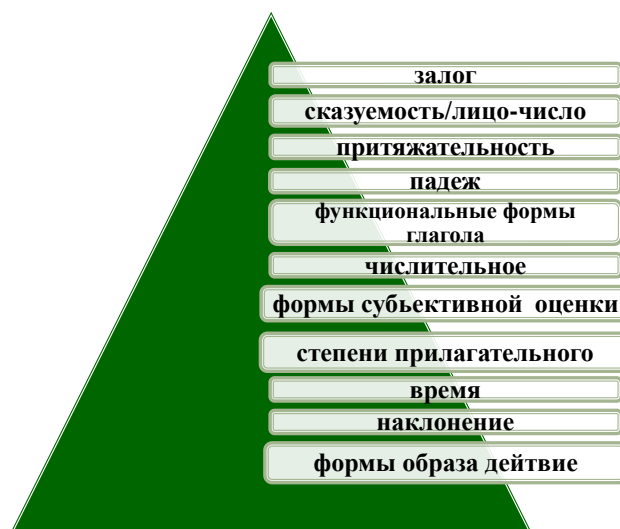 залог
сказуемость/лицо-число
притяжательность
падеж
функциональные формы
глагола
числительное
формы субьективной оценки
степени прилагательного
время
наклонение
формы образа дейтвие